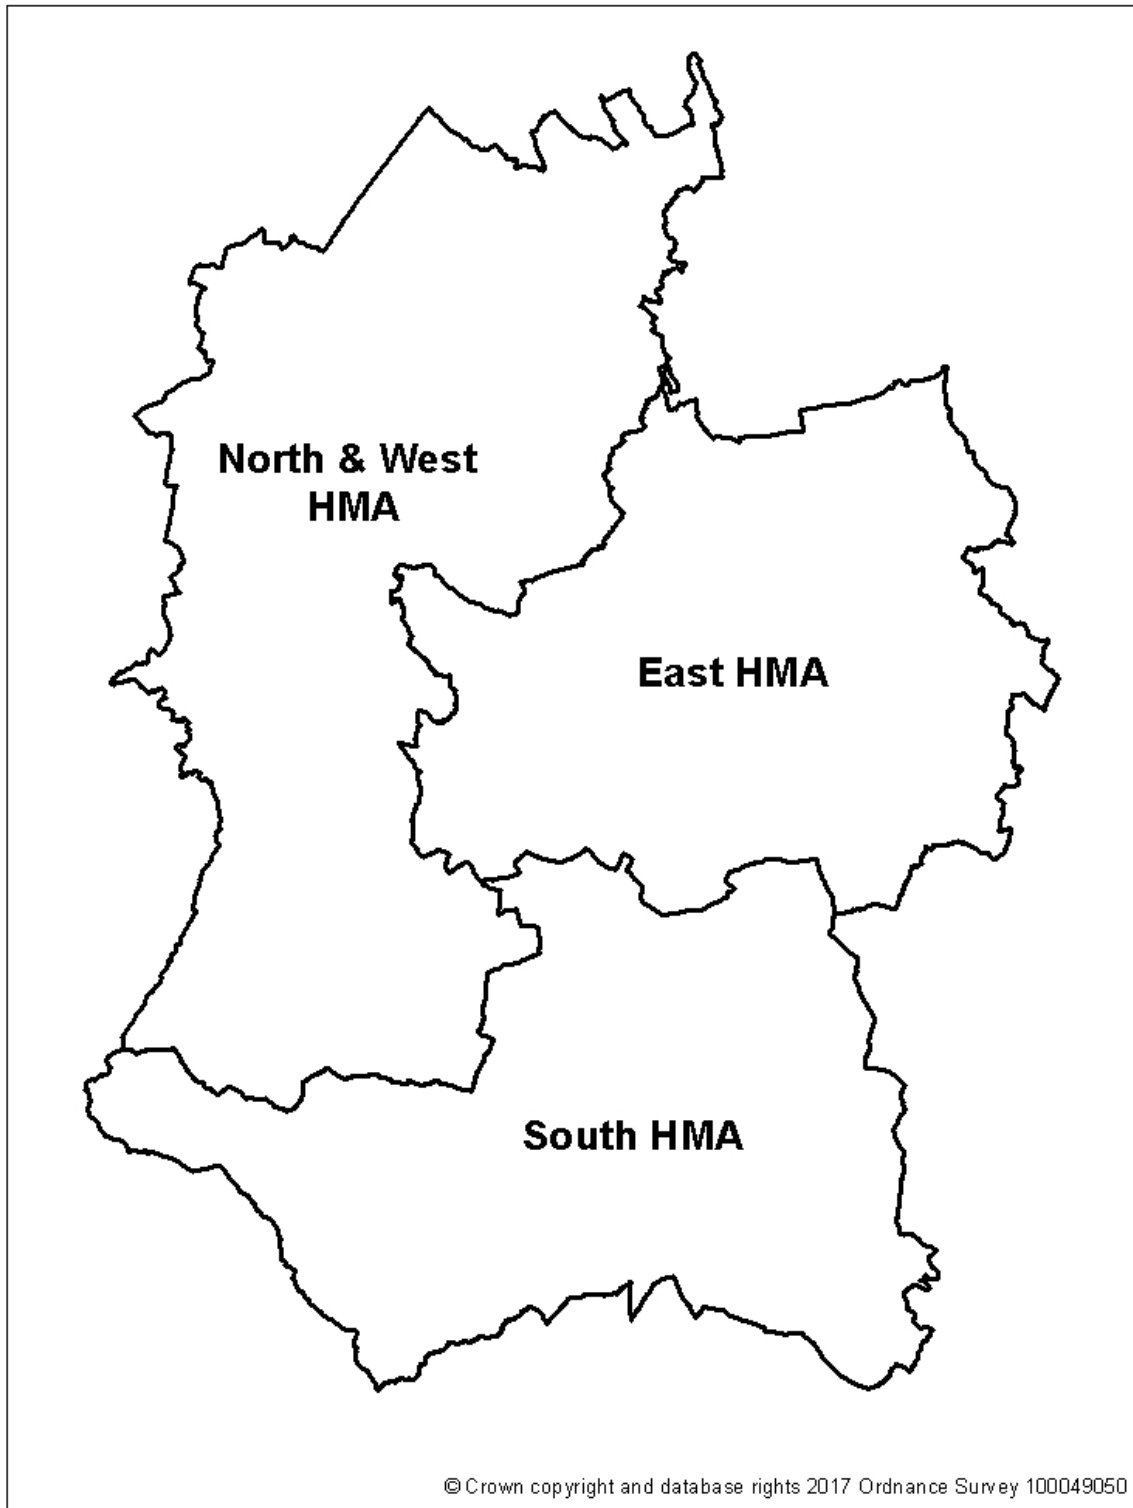 North & West
HMA
East HMA
South HMA
© Crown copyright and database rights 2017 Ordnance Survey 100049050